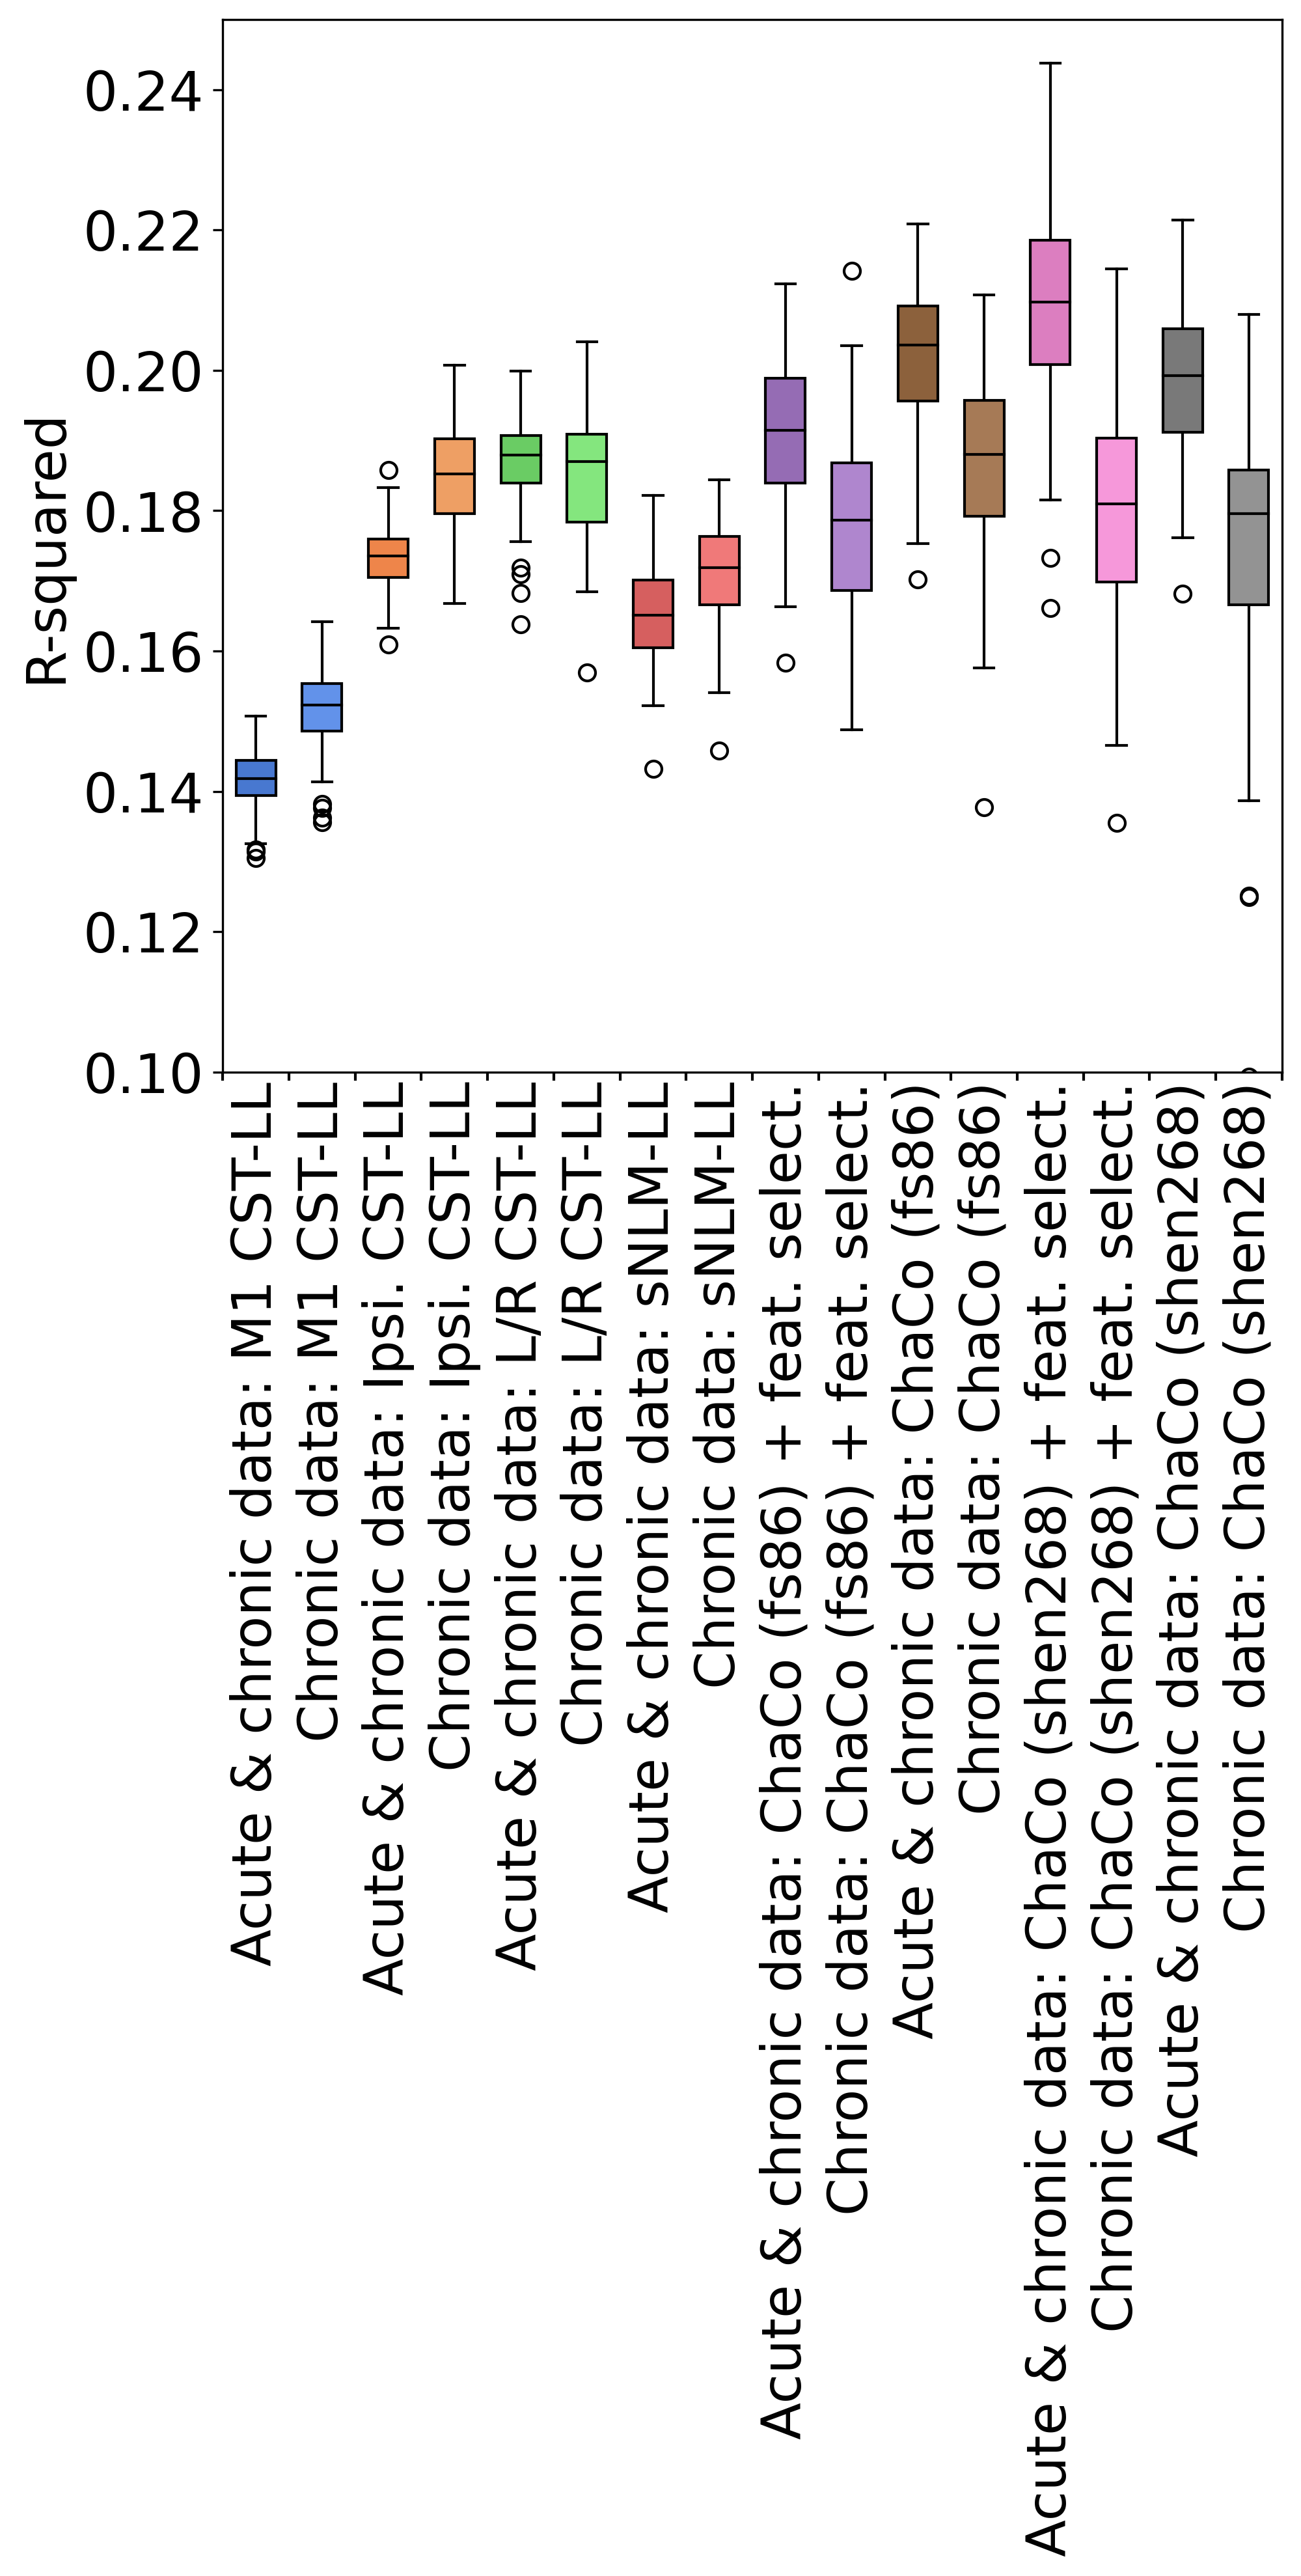 0.24
0.22
0.20
0.18
0.16
0.14
0.12
0.10
R-squared
Acute & chronic data: M1 CST-LL
Chronic data: M1 CST-LL
Acute & chronic data: Ipsi. CST-LL
Chronic data: Ipsi. CST-LL
Acute & chronic data: L/R CST-LL
Chronic data: L/R CST-LL
Acute & chronic data: sNLM-LL
Chronic data: sNLM-LL
Acute & chronic data: ChaCo (fs86) + feat. select.
Chronic data: ChaCo (fs86) + feat. select.
Acute & chronic data: ChaCo (fs86)
Chronic data: ChaCo (fs86)
Acute & chronic data: ChaCo (shen268) + feat. select.
Chronic data: ChaCo (shen268) + feat. select.
Acute & chronic data: ChaCo (shen268)
Chronic data: ChaCo (shen268)